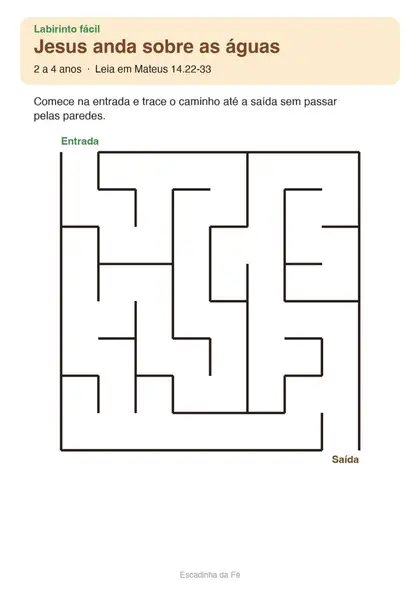 Labirinto fácil
Jesus anda sobre as águas
2 a 4 anos · Leia em Mateus 14.22-33
Comece na entrada e trace o caminho até a saída sem passar
pelas paredes.
Entrada
Saída
Escadinha da Fé